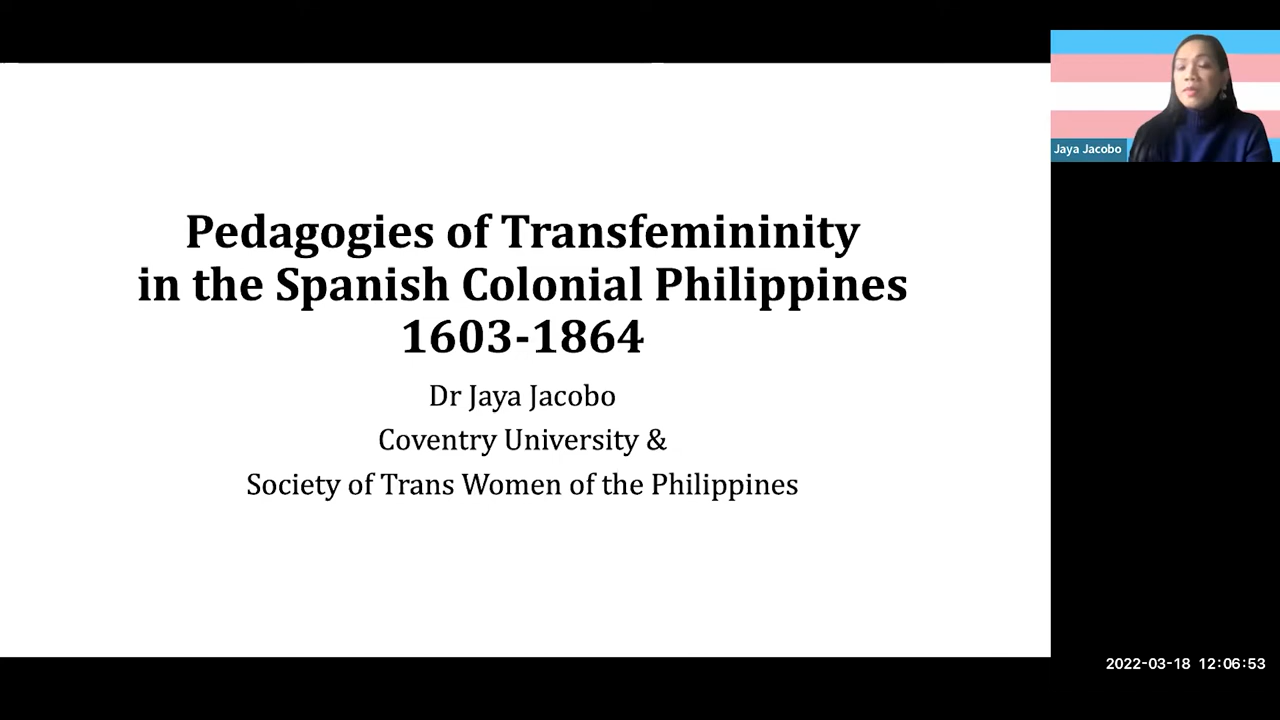 Pedagogies of Transfemininity
in the Spanish Colonial Philippines
1603-1864
Dr Jaya Jacobo
Coventry University &
Society of Trans Women of the Philippines
Jaya Jacobo
2022-03-18 12:06:53